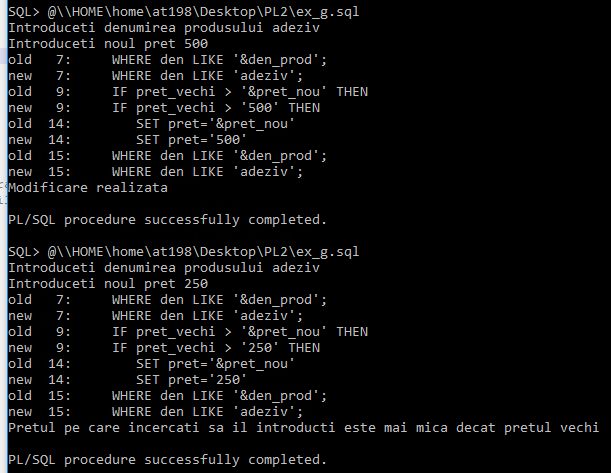 SQL> @\\HOME\home\at198\Desktop\PL2\ex_g.sql
Introduceti denumirea produsului adeziv
Introduceti noul pret 500
old   7:     WHERE den LIKE '&den_prod';
new   7:     WHERE den LIKE 'adeziv';
old   9:     IF pret_vechi > '&pret_nou' THEN
new   9:     IF pret_vechi > '500' THEN
old  14:        SET pret='&pret_nou'
new  14:        SET pret='500'
old  15:     WHERE den LIKE '&den_prod';
new  15:     WHERE den LIKE 'adeziv';
Modificare realizata
PL/SQL procedure successfully completed.
SQL> @\\HOME\home\at198\Desktop\PL2\ex_g.sql
Introduceti denumirea produsului adeziv
Introduceti noul pret 250
old   7:     WHERE den LIKE '&den_prod';
new   7:     WHERE den LIKE 'adeziv';
old   9:     IF pret_vechi > '&pret_nou' THEN
new   9:     IF pret_vechi > '250' THEN
old  14:        SET pret='&pret_nou'
new  14:        SET pret='250'
old  15:     WHERE den LIKE '&den_prod';
new  15:     WHERE den LIKE 'adeziv';
Pretul pe care incercati sa il introducti este mai mica decat pretul vechi
PL/SQL procedure successfully completed.